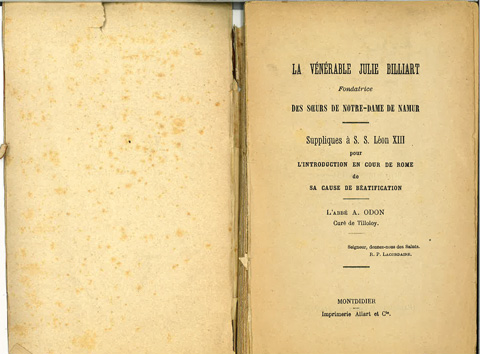 LA VÉNÉRABLE JULIE BILLIART
Fondatrice
DES SŒURS DE NOTRE-DAME DE NAMUR
Suppliques à S. S. Léon XIII
pour
L'INTRODUCTION EN COUR DE ROME
de
SA CAUSE DE BÉATIFICATION
L'ABBÉ A. ODON
Curé de Tilloloy.
Seigneur, donnez-nous des Saints.
R. P. LACORDAIRE.
MONTDIDIER
Imprimerie Allart et Cie.